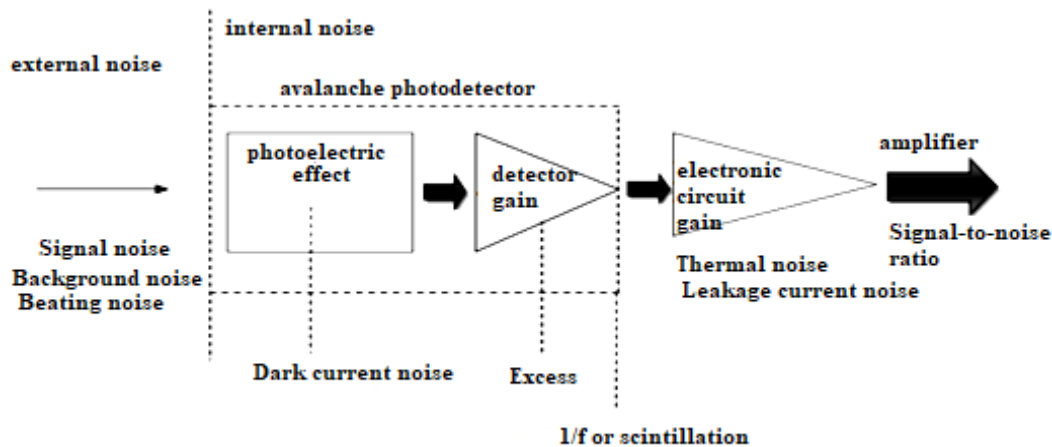 internal noise
external noise
avalanche photodetector
photoelectric
effect
detector
gain
electronic
circuit
gain
amplifier
Signal-to-noise
ratio
Signal noise
Background noise
Beating noise
Thermal noise
Leakage current noise
Dark current noise
Excess
1/f or scintillation